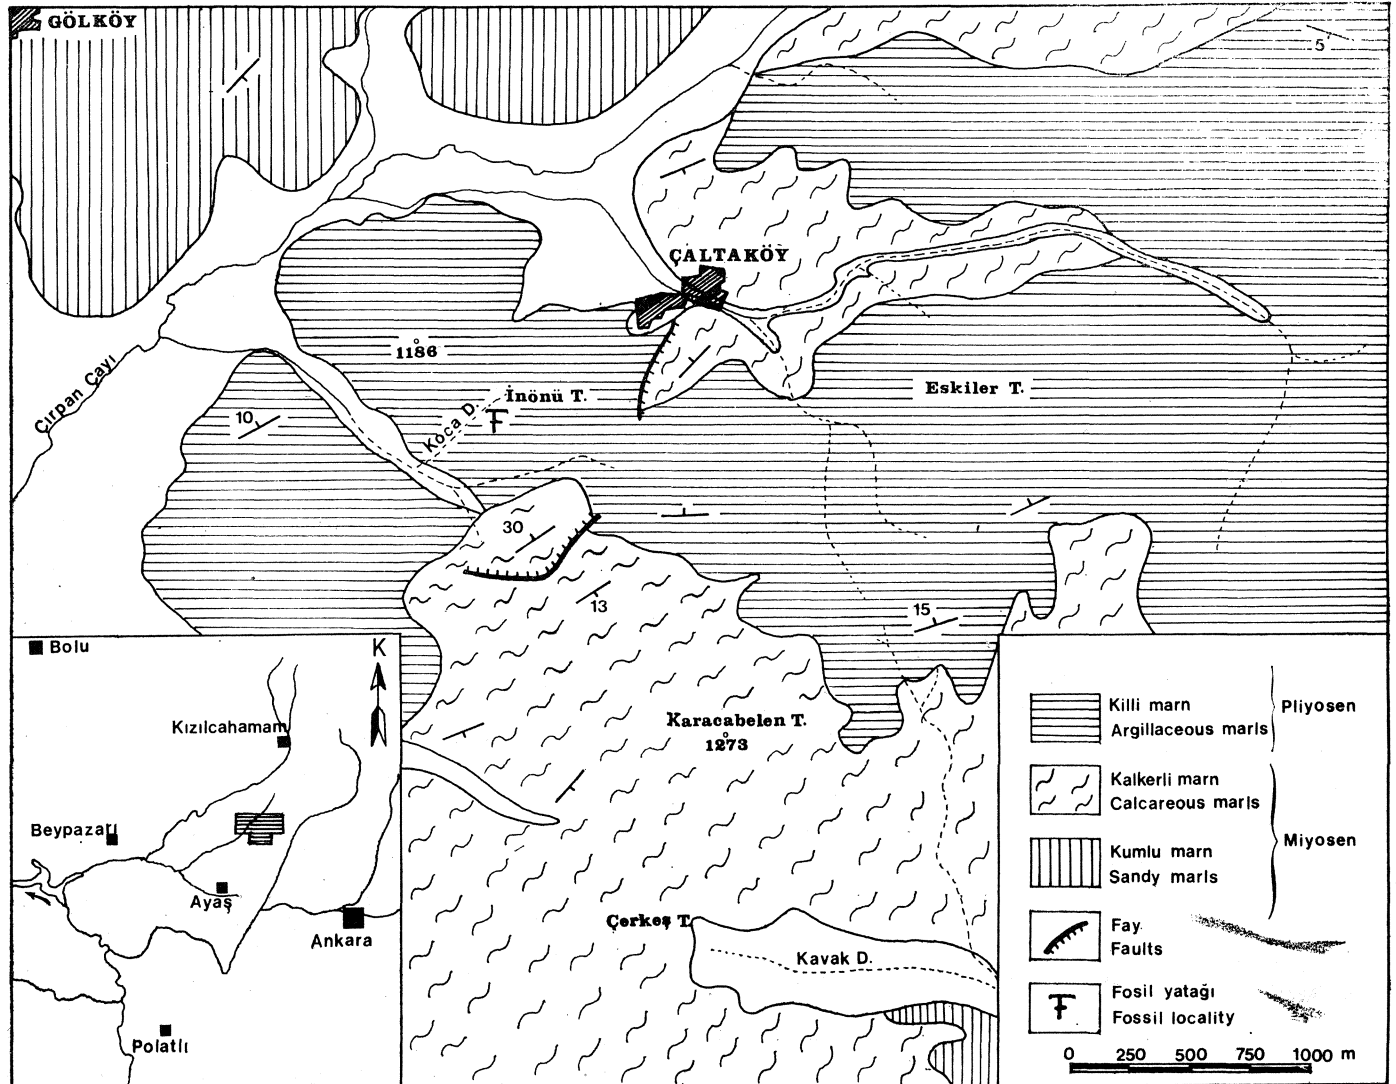 GÖLKÖY
5
ÇALTAKÖY
1186
İnönü T.
Eskiler T.
Çırpan Çayı
10
Koca D.
F
30
13
15
Karacabelen T.
1273
Çerkeş T.
Kavak D.
Bolu
K
Kızılcahamam
Beypazarı
Ayaş
Ankara
Polatlı
Killi marn
Argillaceous marls
Pliyosen
Kalkerli marn
Calcareous marls
Miyosen
Kumlu marn
Sandy marls
Fay
Faults
F
Fosil yatağı
Fossil locality
0 250 500 750 1000 m